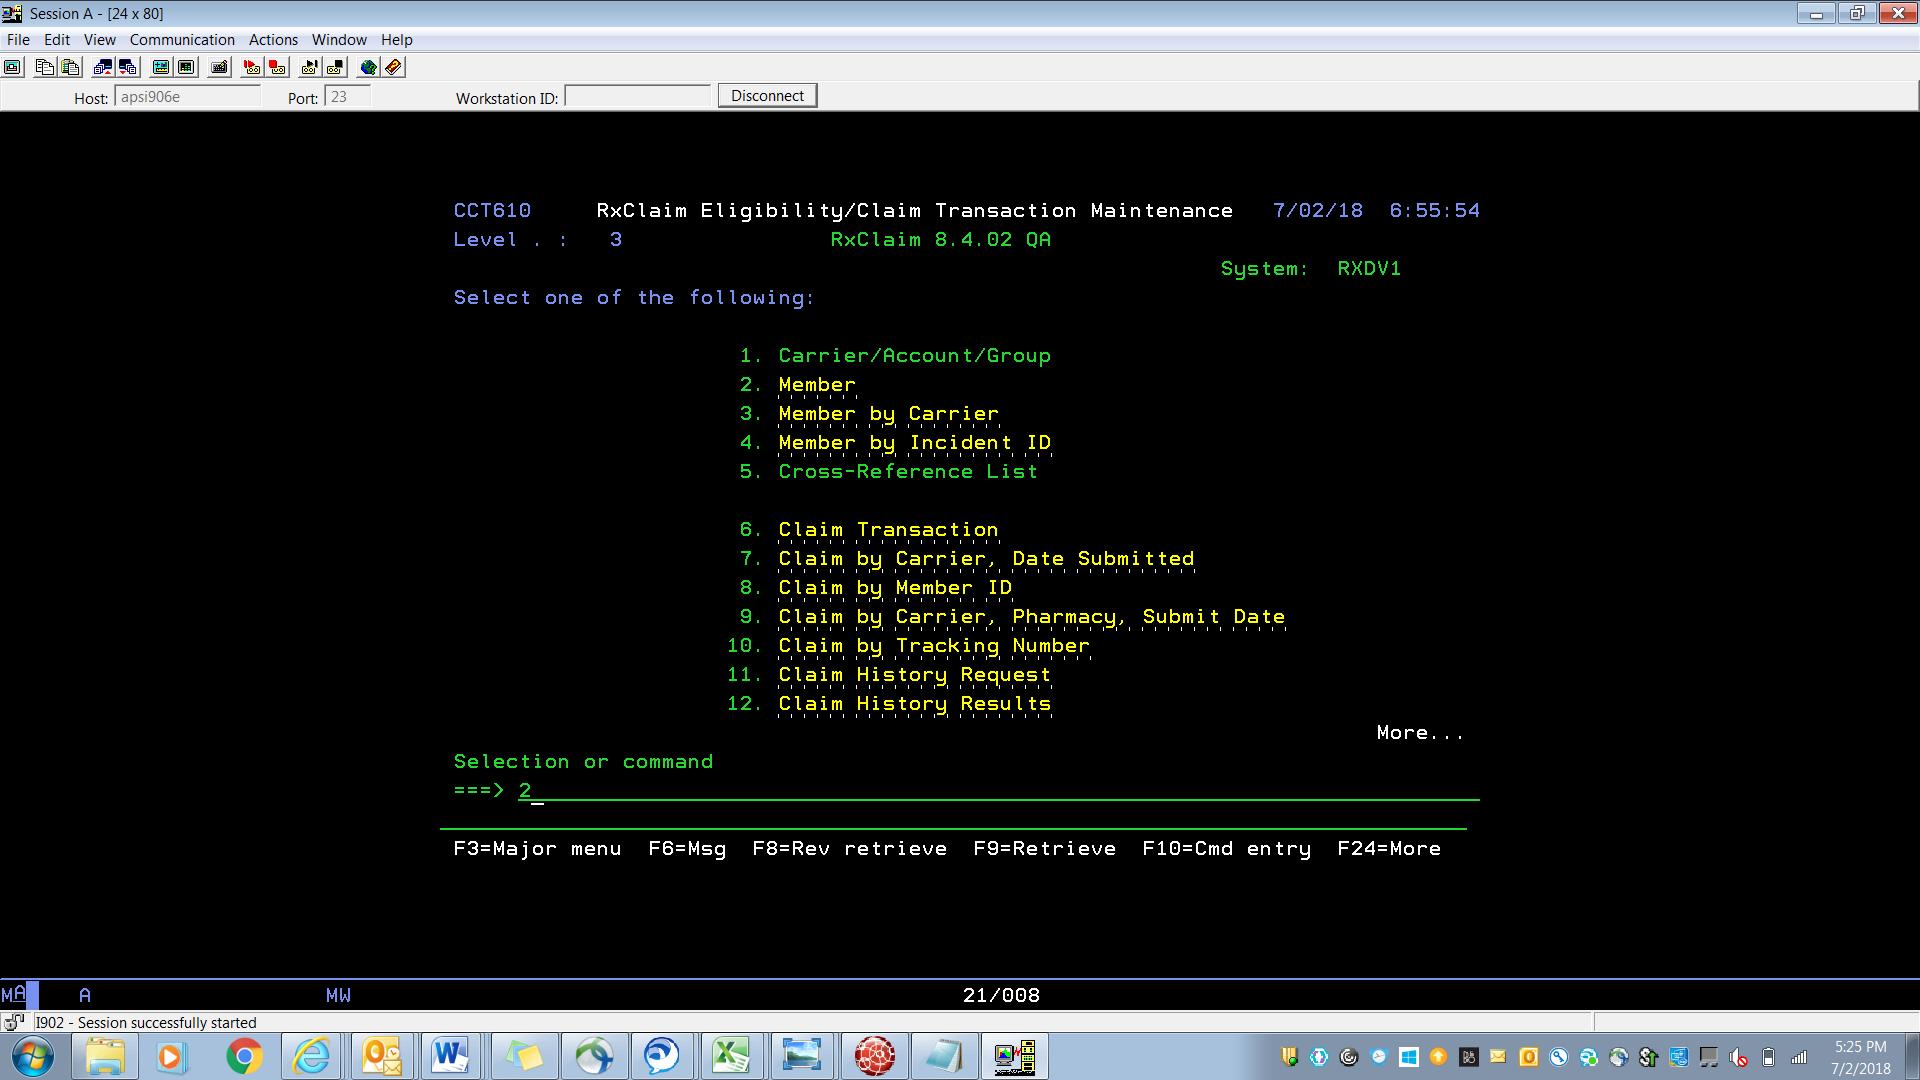 Session A - [24 x 80]
File Edit View Communication Actions Window Help
Host: apsi906e Port: 23 Workstation ID: Disconnect
CCT610 RxClaim Eligibility/Claim Transaction Maintenance 7/02/18 6:55:54
Level . : 3 RxClaim 8.4.02 QA
System: RXDV1
Select one of the following:
1. Carrier/Account/Group
2. Member
3. Member by Carrier
4. Member by Incident ID
5. Cross-Reference List
6. Claim Transaction
7. Claim by Carrier, Date Submitted
8. Claim by Member ID
9. Claim by Carrier, Pharmacy, Submit Date
10. Claim by Tracking Number
11. Claim History Request
12. Claim History Results
More...
Selection or command
===> 2
F3=Major menu F6=Msg F8=Rev retrieve F9=Retrieve F10=Cmd entry F24=More
MA A MW 21/008
I902 - Session successfully started
5:25 PM
7/2/2018